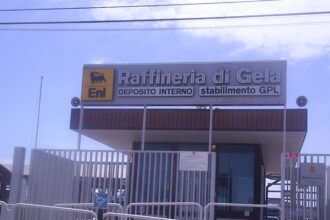 Eni
Raffineria di Gela
DEPOSITO INTERNO stabilimento GPL